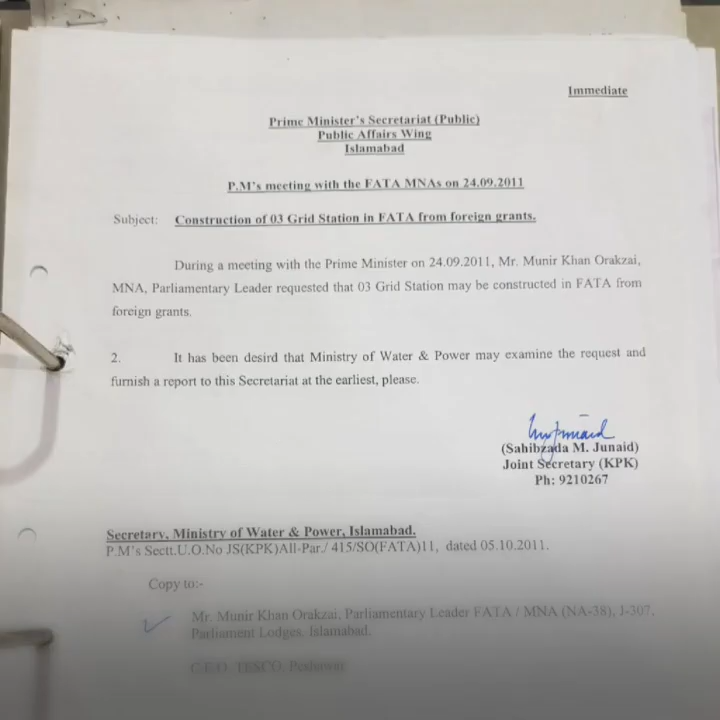 Immediate
Prime Minister's Secretariat (Public)
Public Affairs Wing
Islamabad
P.M's meeting with the FATA MNAs on 24.09.2011
Subject: Construction of 03 Grid Station in FATA from foreign grants.
During a meeting with the Prime Minister on 24.09.2011, Mr. Munir Khan Orakzai,
MNA, Parliamentary Leader requested that 03 Grid Station may be constructed in FATA from
foreign grants.
2. It has been desird that Ministry of Water & Power may examine the request and
furnish a report to this Secretariat at the earliest, please.
(Sahibzada M. Junaid)
Joint Secretary (KPK)
Ph: 9210267
Secretary, Ministry of Water & Power, Islamabad.
P.M's Sectt.U.O.No JS(KPK)All-Par./ 415/SO(FATA)11, dated 05.10.2011.
Copy to:-
Mr. Munir Khan Orakzai, Parliamentary Leader FATA / MNA (NA-38), J-307,
Parliament Lodges, Islamabad.
C.E.O. TESCO, Peshawar